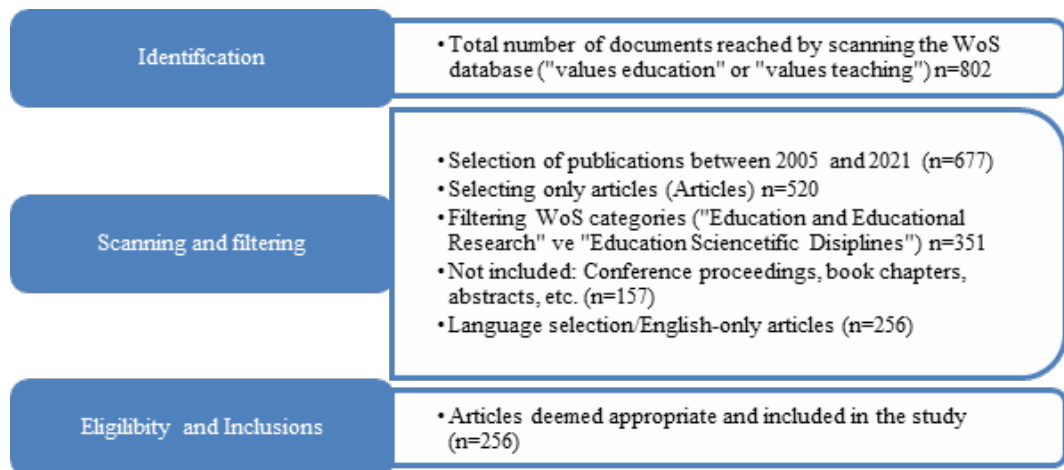 Identification
•Total number of documents reached by scanning the WoS
database ("values education" or "values teaching") n=802
Scanning and filtering
•Selection of publications between 2005 and 2021 (n=677)
•Selecting only articles (Articles) n=520
•Filtering WoS categories ("Education and Educational
Research" ve "Education Sciencetific Disiplines") n=351
•Not included: Conference proceedings, book chapters,
abstracts, etc. (n=157)
•Language selection/English-only articles (n=256)
Eligilibity and Inclusions
•Articles deemed appropriate and included in the study
(n=256)